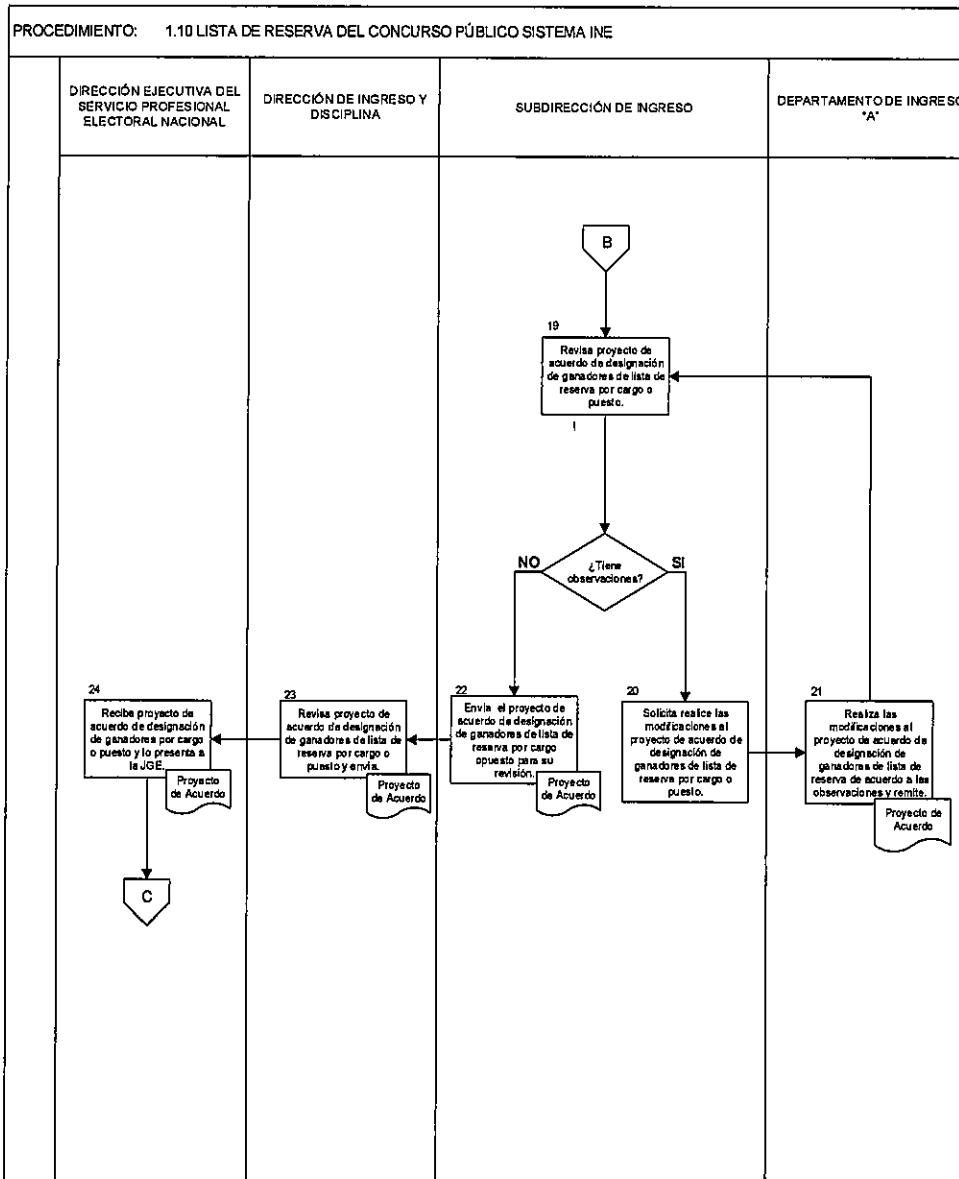 PROCEDIMIENTO: 1.10 LISTA DE RESERVA DEL CONCURSO PÚBLICO SISTEMA INE
DIRECCIÓN EJECUTIVA DEL
SERVICIO PROFESIONAL
ELECTORAL NACIONAL
DIRECCIÓN DE INGRESO Y
DISCIPLINA
SUBDIRECCIÓN DE INGRESO
DEPARTAMENTO DE INGRESO
"A"
B
19
Revisa proyecto de
acuerdo de designación
de ganadores de lista de
reserva por cargo o
puesto.
¿Tiene
observaciones?
NO
SI
24
Recibe proyecto de
acuerdo de designación
de ganadores por cargo
o puesto y lo presenta a
la JGE.
Proyecto
de Acuerdo
23
Revisa proyecto de
acuerdo de designación
de ganadores de lista de
reserva por cargo o
puesto y envía.
Proyecto
de Acuerdo
22
Envía el proyecto de
acuerdo de designación
de ganadores de lista de
reserva por cargo
opuesto para su
revisión.
Proyecto
de Acuerdo
20
Solicita realice las
modificaciones al
proyecto de acuerdo de
designación de
ganadores de lista de
reserva por cargo o
puesto.
21
Realiza las
modificaciones al
proyecto de acuerdo de
designación de
ganadores de lista de
reserva de acuerdo a las
observaciones y remite.
Proyecto de
Acuerdo
C